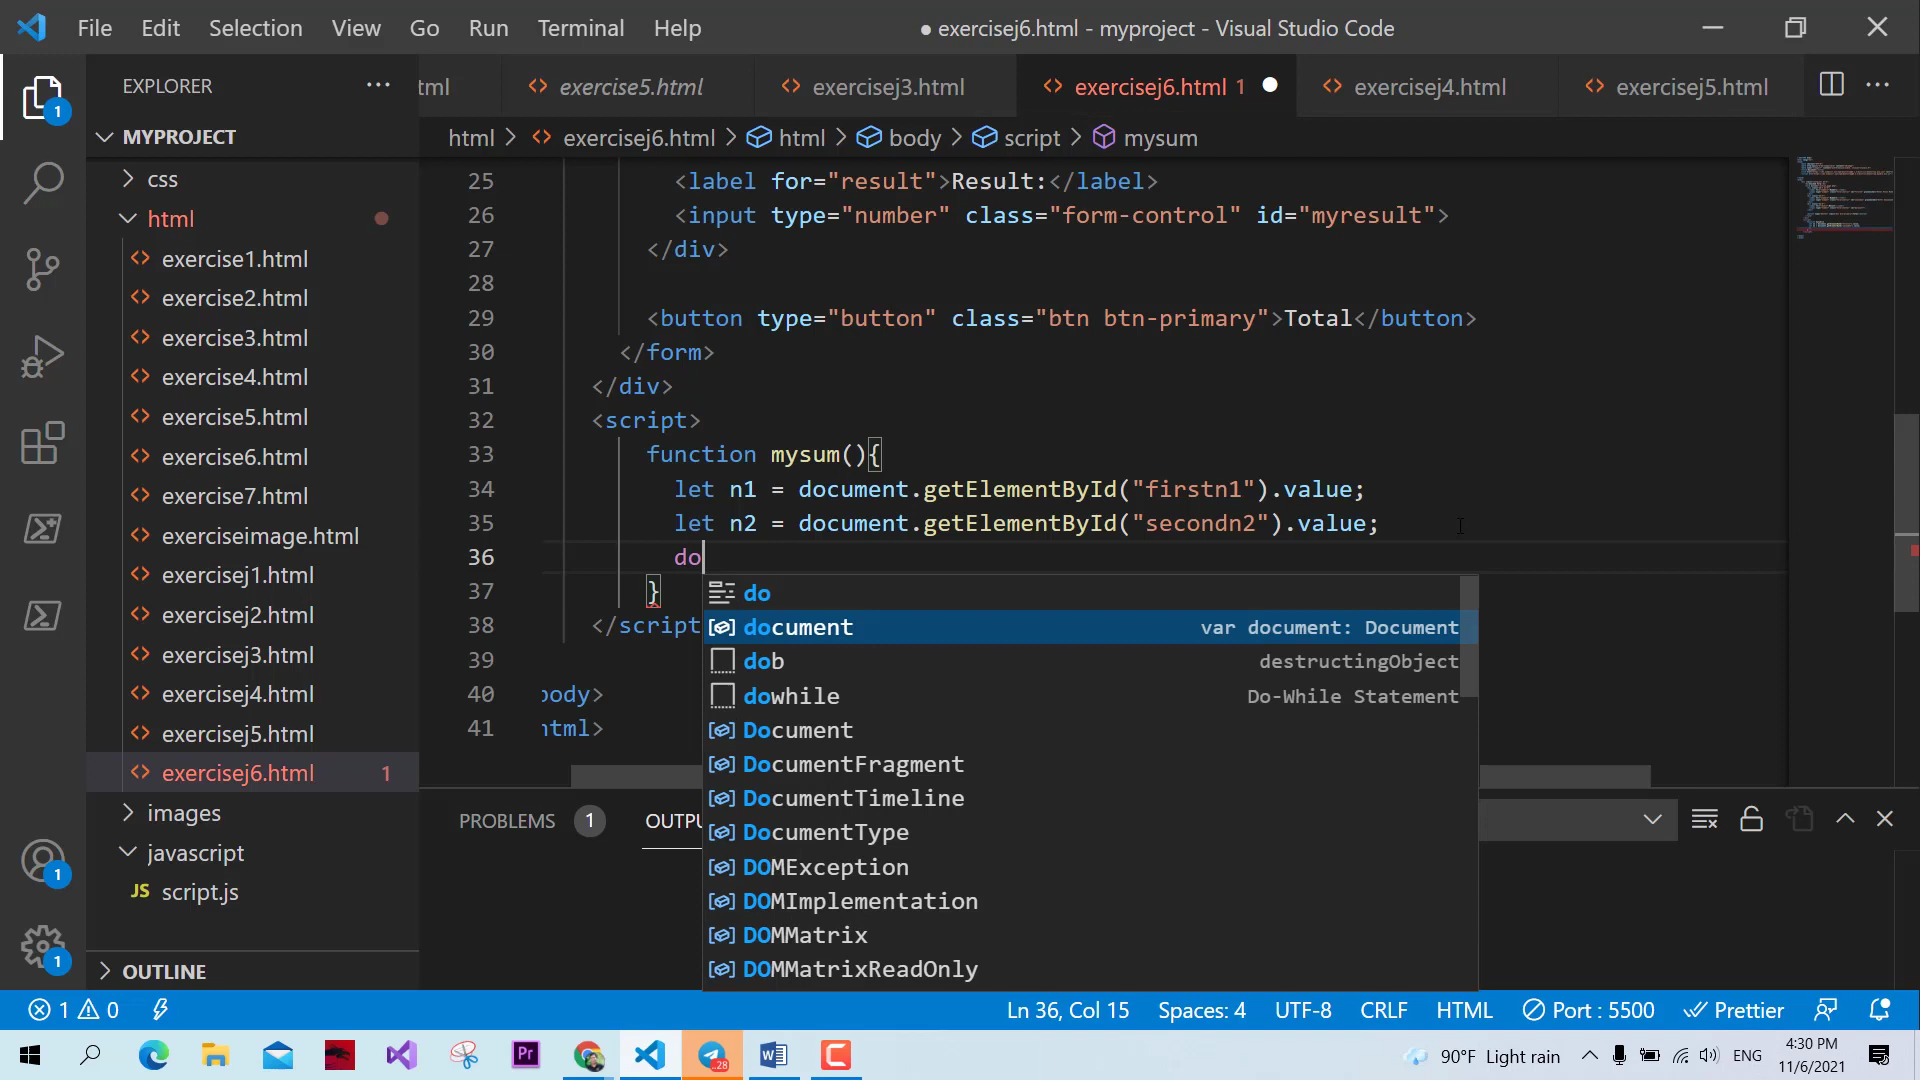 File Edit Selection View Go Run Terminal Help ● exercisej6.html - myproject - Visual Studio Code
EXPLORER ··· tml exercise5.html exercisej3.html exercisej6.html 1 exercisej4.html exercisej5.html ···
1
MYPROJECT
html > exercisej6.html > html > body > script > mysum
css
html
exercise1.html
exercise2.html
exercise3.html
exercise4.html
exercise5.html
exercise6.html
exercise7.html
exerciseimage.html
exercisej1.html
exercisej2.html
exercisej3.html
exercisej4.html
exercisej5.html
exercisej6.html 1
images
javascript
JS script.js
OUTLINE
1
1
25 <label for="result">Result:</label>
26 <input type="number" class="form-control" id="myresult">
27 </div>
28
29 <button type="button" class="btn btn-primary">Total</button>
30 </form>
31 </div>
32 <script>
33 function mysum(){
34 let n1 = document.getElementById("firstn1").value;
35 let n2 = document.getElementById("secondn2").value;
36 do
37 }
38 </script
39
40 body>
41 html>
do
document var document: Document
dob destructingObject
dowhile Do-While Statement
Document
DocumentFragment
DocumentTimeline
DocumentType
DOMException
DOMImplementation
DOMMatrix
DOMMatrixReadOnly
PROBLEMS 1 OUTPU
1 0 Ln 36, Col 15 Spaces: 4 UTF-8 CRLF HTML Port : 5500 Prettier
Pr 28 90°F Light rain ENG 4:30 PM
11/6/2021